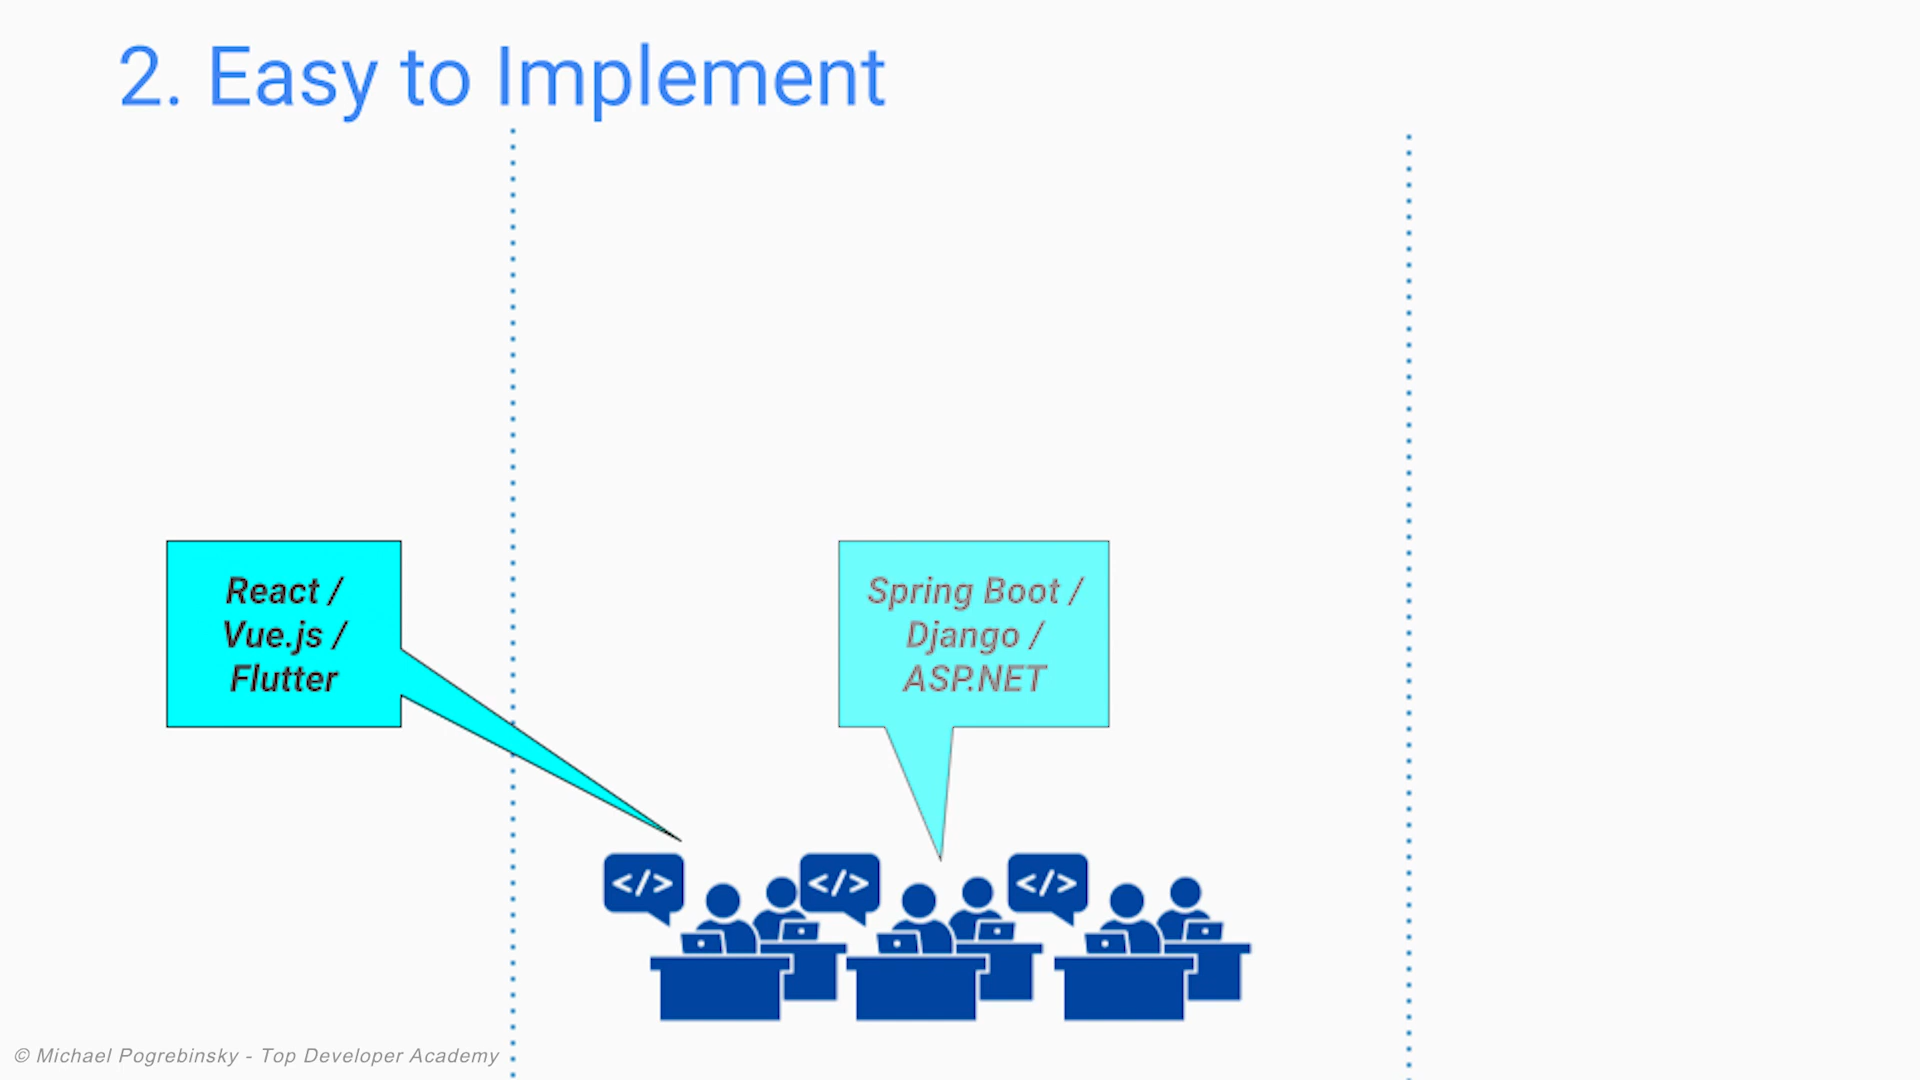 2. Easy to Implement
React /
Vue.js /
Flutter
Spring Boot /
Django /
ASP.NET
</>
</>
</>
© Michael Pogrebinsky - Top Developer Academy